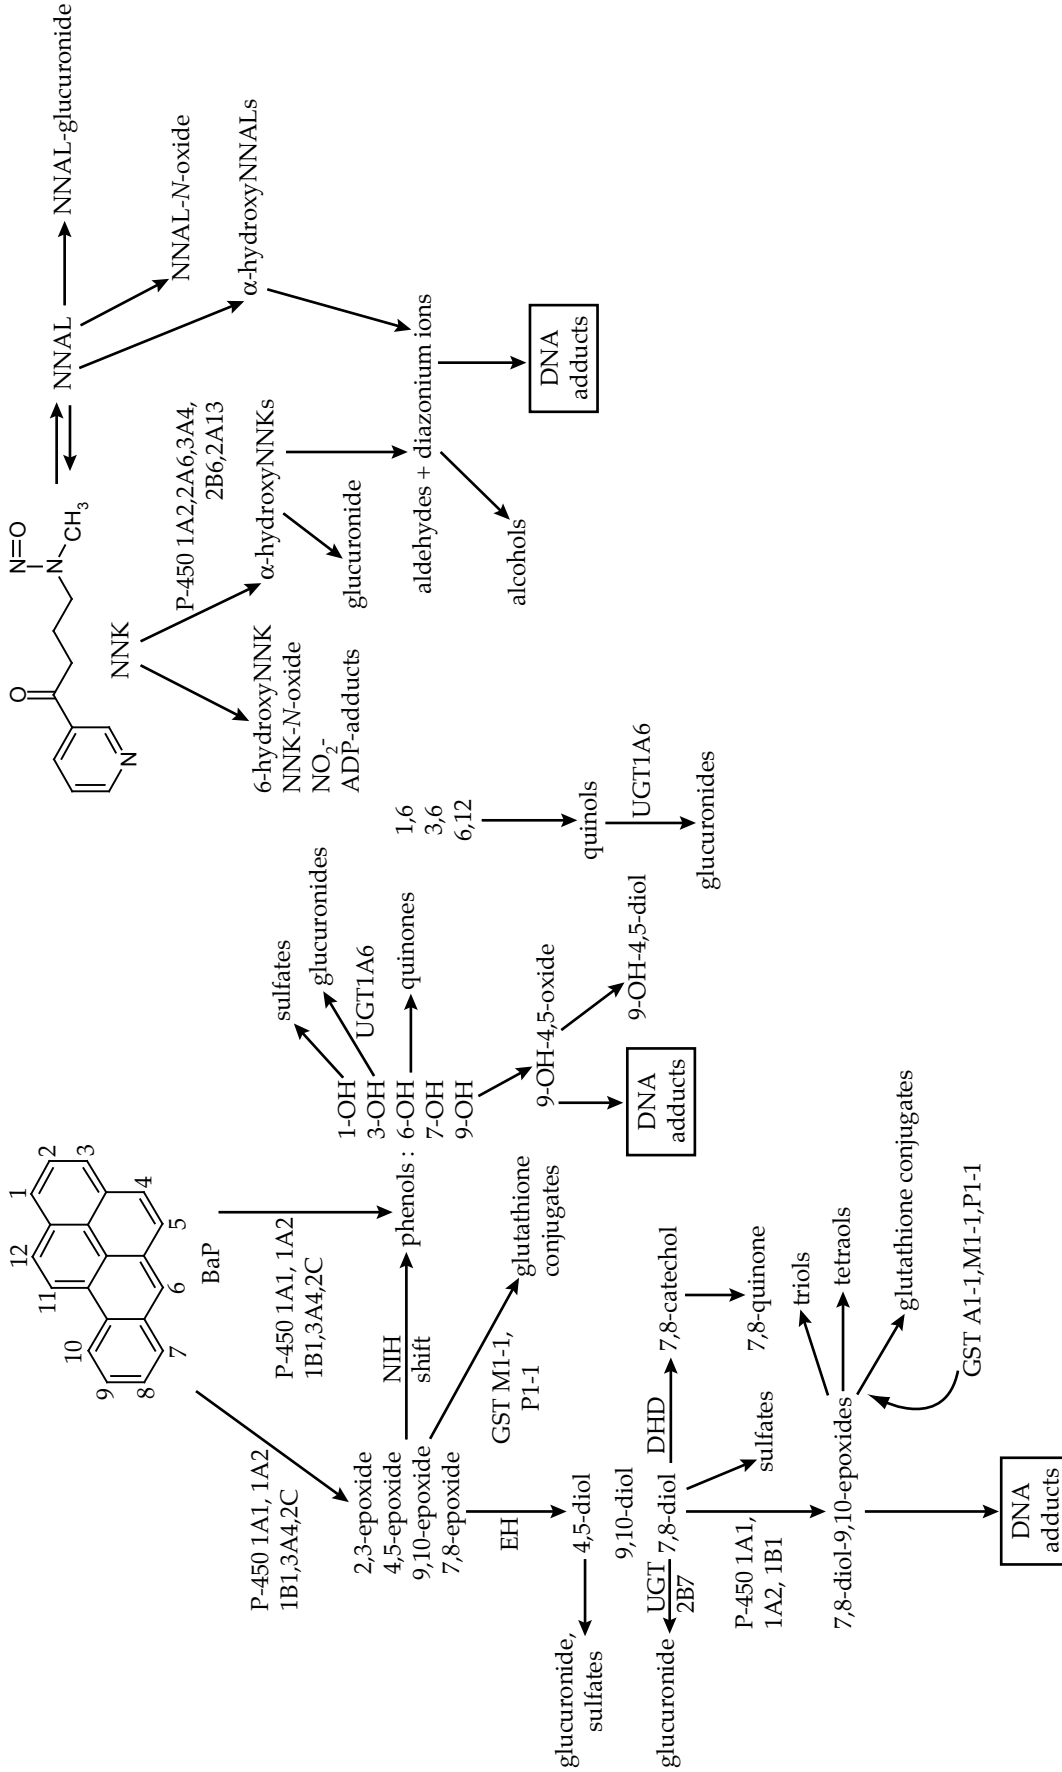 1
2
3
4
5
6
7
8
9
10
11
12
BaP
P-450 1A1, 1A2
1B1,3A4,2C
P-450 1A1, 1A2
1B1,3A4,2C
2,3-epoxide
4,5-epoxide
9,10-epoxide
7,8-epoxide
NIH
shift
phenols :
1-OH
3-OH
6-OH
7-OH
9-OH
sulfates
glucuronides
UGT1A6
quinones
1,6
3,6
6,12
quinols
UGT1A6
glucuronides
GST M1-1,
P1-1
glutathione
conjugates
9-OH-4,5-oxide
9-OH-4,5-diol
DNA
adducts
EH
4,5-diol
glucuronide,
sulfates
9,10-diol
7,8-diol
UGT
2B7
glucuronide
DHD
7,8-catechol
7,8-quinone
sulfates
P-450 1A1,
1A2, 1B1
7,8-diol-9,10-epoxides
triols
tetraols
glutathione conjugates
GST A1-1,M1-1,P1-1
DNA
adducts
O
N
N
N=O
CH3
NNK
NNAL
NNAL-glucuronide
NNAL-N-oxide
α-hydroxyNNALs
P-450 1A2,2A6,3A4,
2B6,2A13
6-hydroxyNNK
NNK-N-oxide
NO2-
ADP-adducts
α-hydroxyNNKs
glucuronide
aldehydes + diazonium ions
alcohols
DNA
adducts